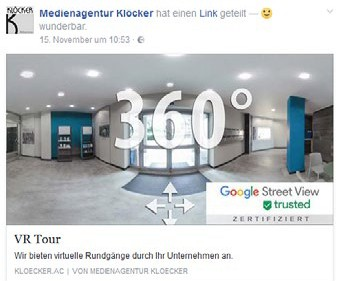 KLÖCKER
Medienagentur Klöcker hat einen Link geteilt —
wunderbar.
15. November um 10:53 ·
360°
Google Street View
trusted
ZERTIFIZIERT
VR Tour
Wir bieten virtuelle Rundgänge durch Ihr Unternehmen an.
KLOECKER.AC | VON MEDIENAGENTUR KLOECKER